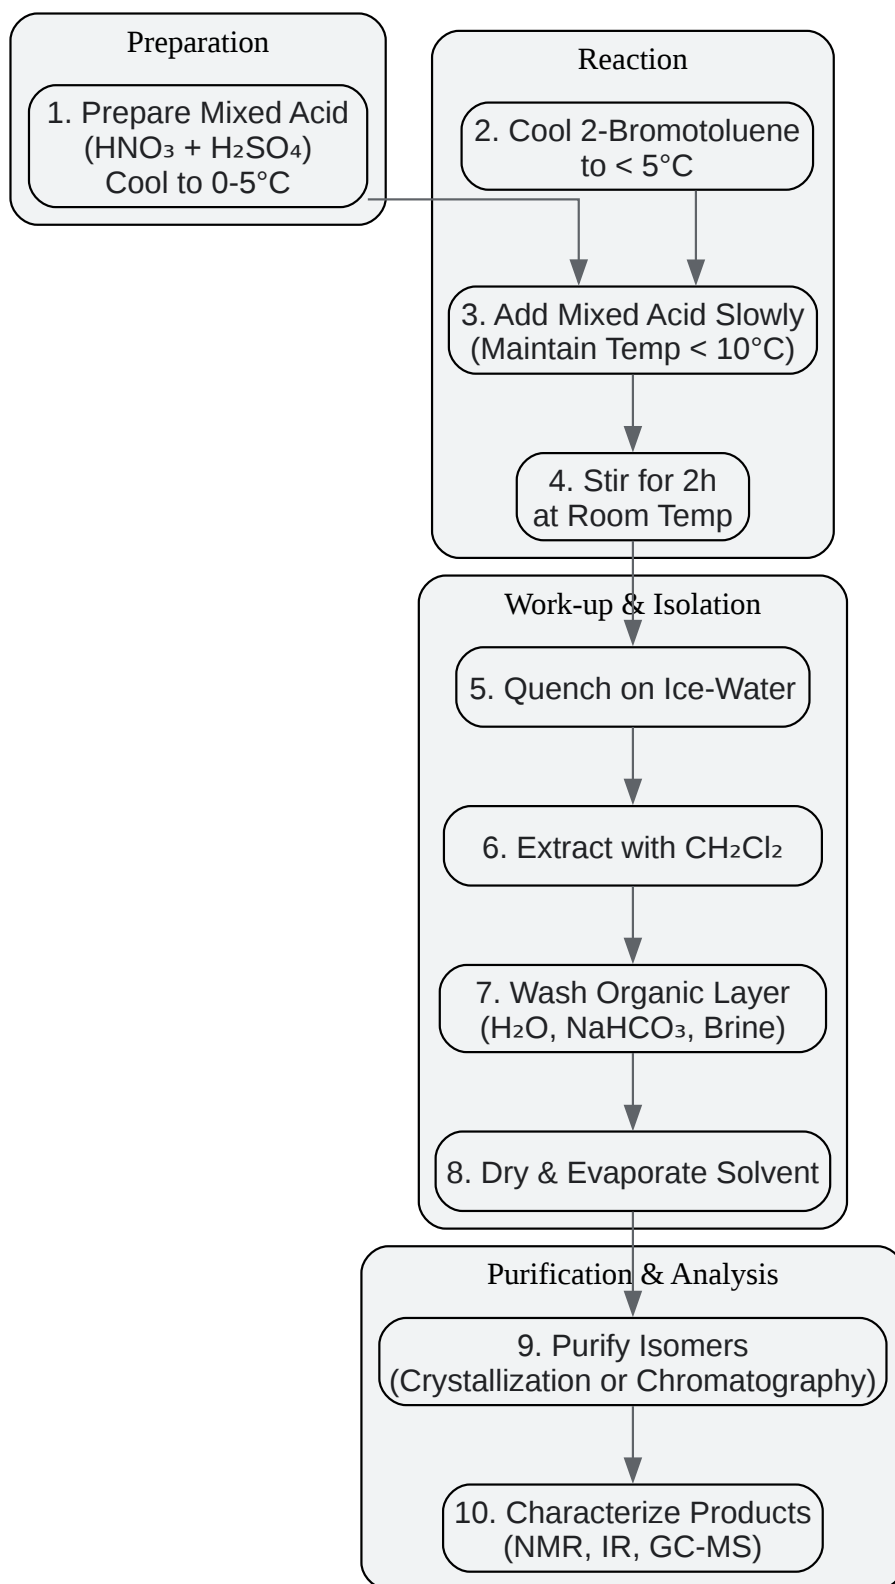 Preparation
1. Prepare Mixed Acid
(HNO₃ + H₂SO₄)
Cool to 0-5°C
Reaction
2. Cool 2-Bromotoluene
to < 5°C
3. Add Mixed Acid Slowly
(Maintain Temp < 10°C)
4. Stir for 2h
at Room Temp
Work-up & Isolation
5. Quench on Ice-Water
6. Extract with CH₂Cl₂
7. Wash Organic Layer
(H₂O, NaHCO₃, Brine)
8. Dry & Evaporate Solvent
Purification & Analysis
9. Purify Isomers
(Crystallization or Chromatography)
10. Characterize Products
(NMR, IR, GC-MS)